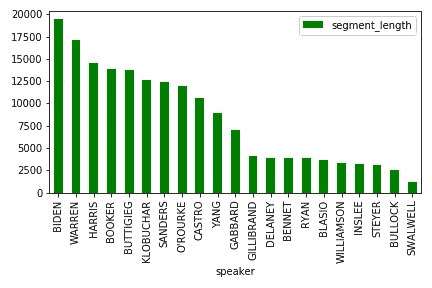 segment_length
20000
17500
15000
12500
10000
7500
5000
2500
0
BIDEN
WARREN
HARRIS
BOOKER
BUTTIGIEG
KLOBUCHAR
SANDERS
O'ROURKE
CASTRO
YANG
GABBARD
GILLIBRAND
DELANEY
BENNET
RYAN
BLASIO
WILLIAMSON
INSLEE
STEYER
BULLOCK
SWALWELL
speaker